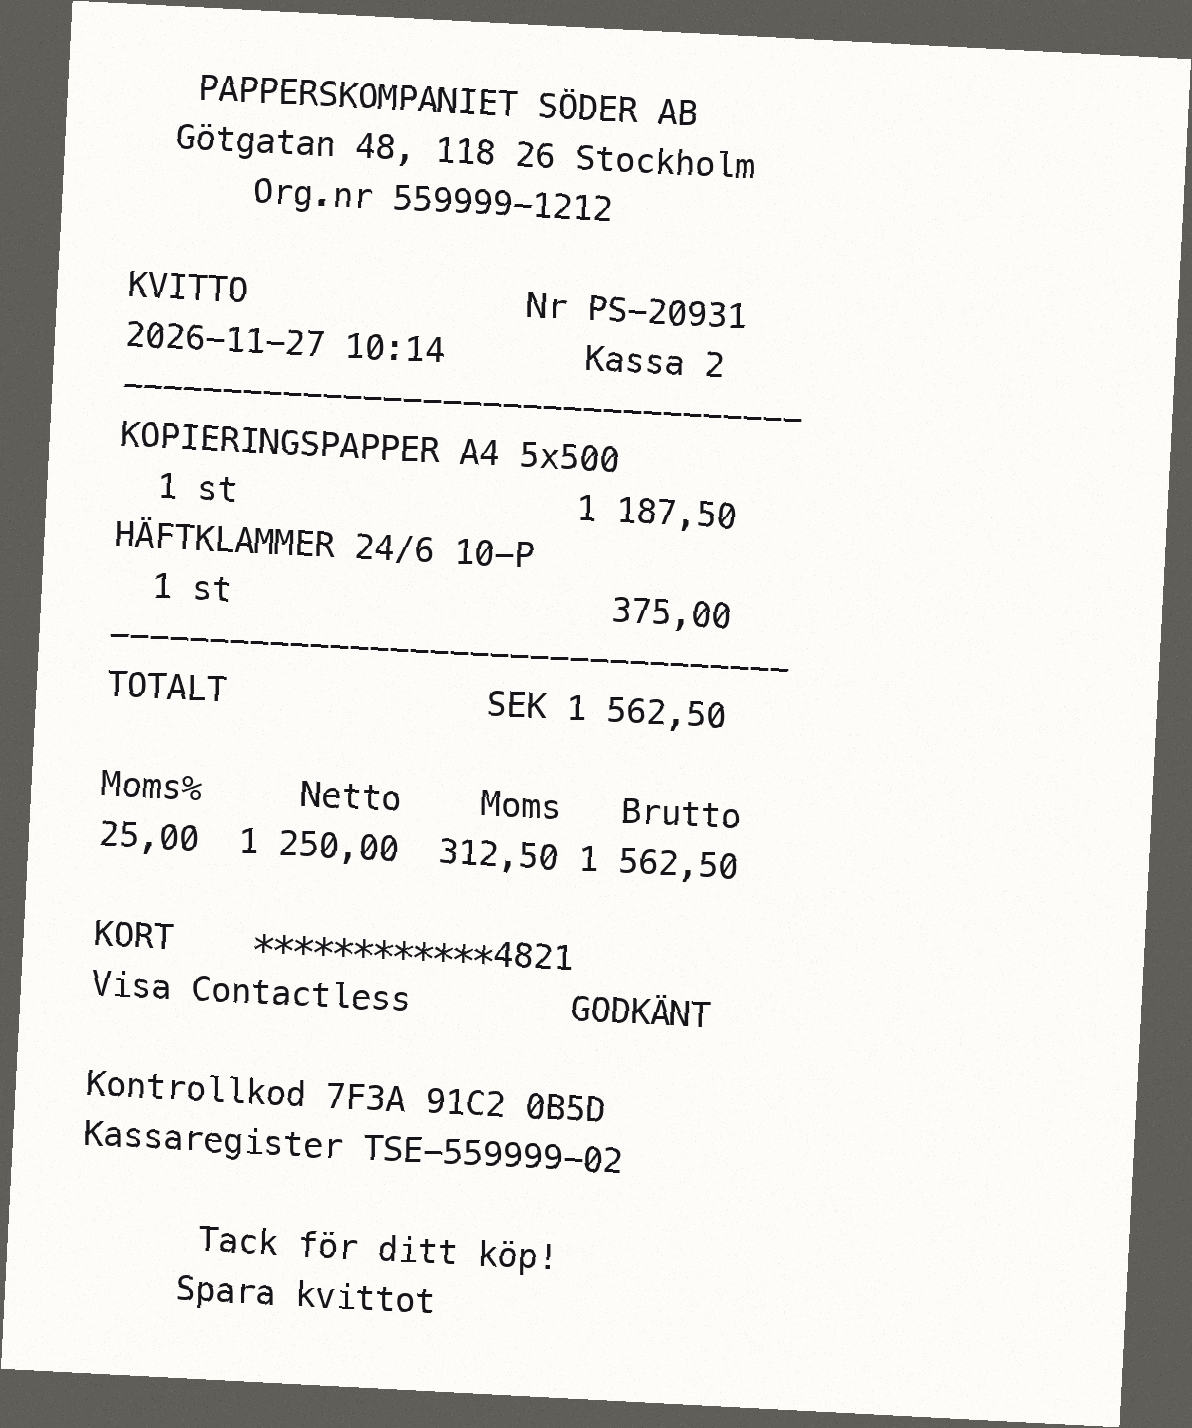 PAPPERSKOMPANIET SÖDER AB
Götgatan 48, 118 26 Stockholm
Org.nr 559999-1212
KVITTO Nr PS-20931
2026-11-27 10:14 Kassa 2
----------------------------------
KOPIERINGSPAPPER A4 5x500
1 st 1 187,50
HÄFTKLAMMER 24/6 10-P
1 st 375,00
----------------------------------
TOTALT SEK 1 562,50
Moms% Netto Moms Brutto
25,00 1 250,00 312,50 1 562,50
KORT ************4821
Visa Contactless GODKÄNT
Kontrollkod 7F3A 91C2 0B5D
Kassaregister TSE-559999-02
Tack för ditt köp!
Spara kvittot